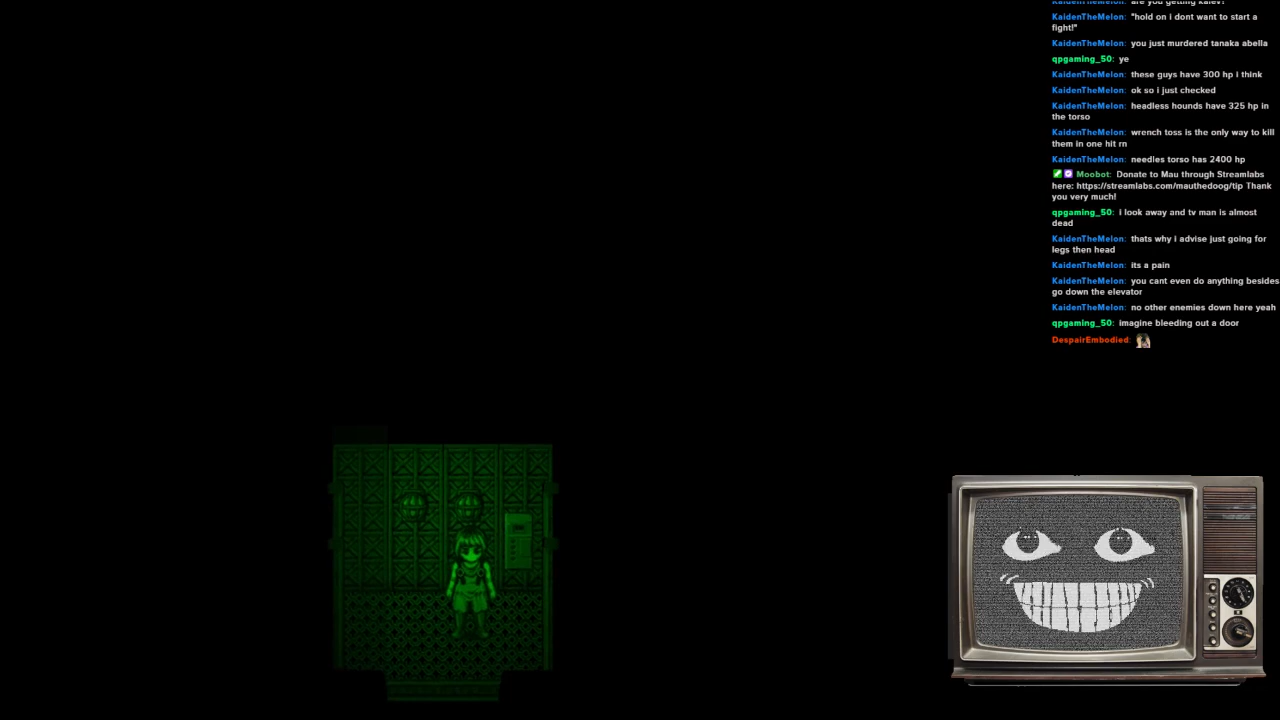 KaidenTheMelon: are you getting kalev?
KaidenTheMelon: "hold on i dont want to start a
fight!"
KaidenTheMelon: you just murdered tanaka abella
qpgaming_50: ye
KaidenTheMelon: these guys have 300 hp i think
KaidenTheMelon: ok so i just checked
KaidenTheMelon: headless hounds have 325 hp in
the torso
KaidenTheMelon: wrench toss is the only way to kill
them in one hit rn
KaidenTheMelon: needles torso has 2400 hp
Moobot: Donate to Mau through Streamlabs
here: https://streamlabs.com/mauthedoog/tip Thank
you very much!
qpgaming_50: i look away and tv man is almost
dead
KaidenTheMelon: thats why i advise just going for
legs then head
KaidenTheMelon: its a pain
KaidenTheMelon: you cant even do anything besides
go down the elevator
KaidenTheMelon: no other enemies down here yeah
qpgaming_50: imagine bleeding out a door
DespairEmbodied: